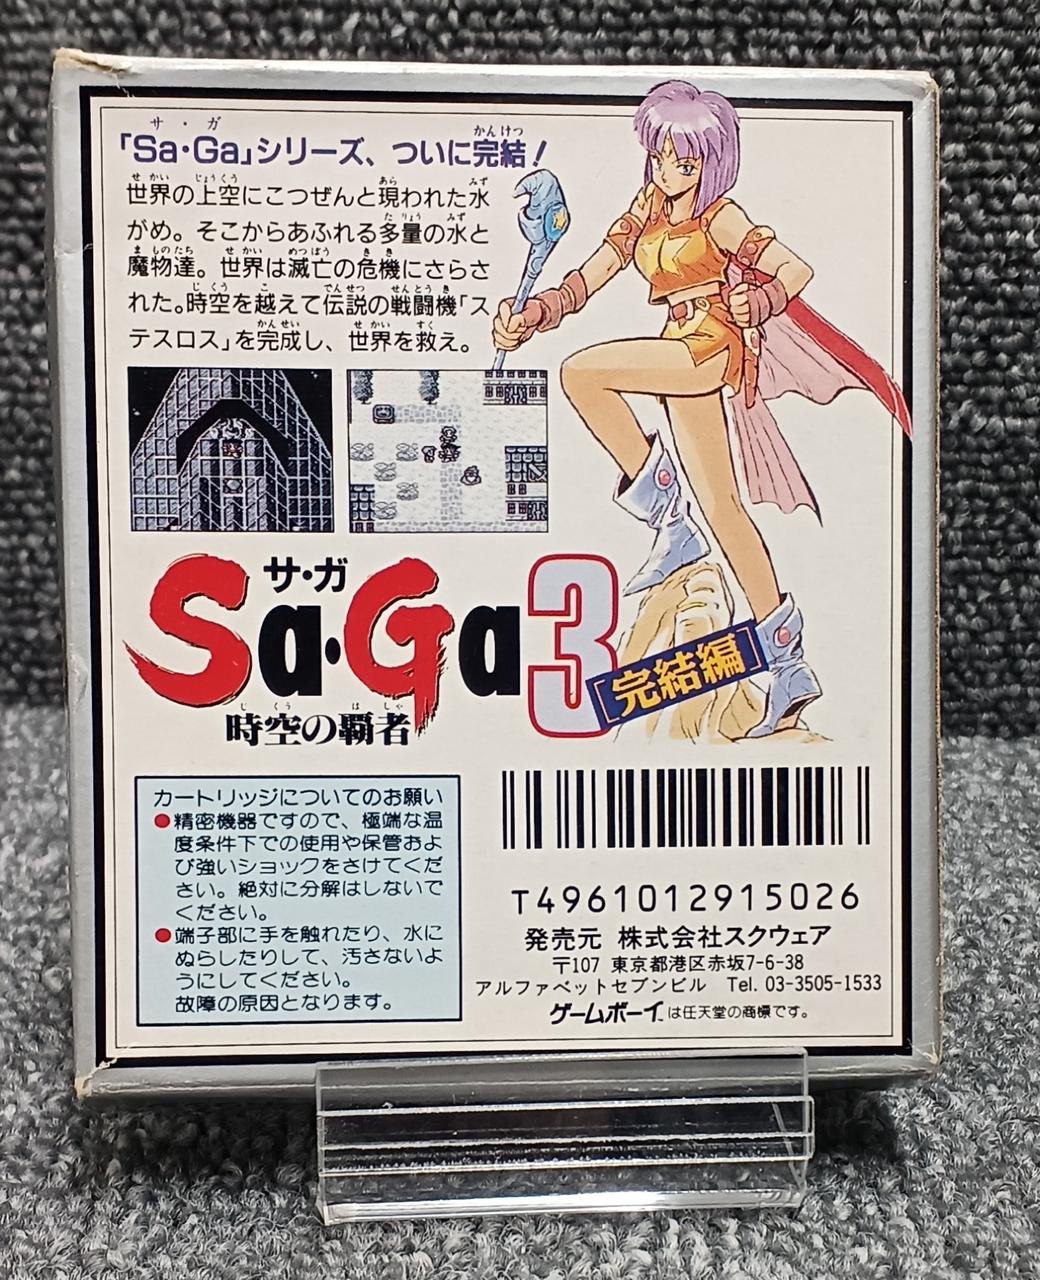 「Sa・Ga」シリーズ、ついに完結！
世界の上空にこつぜんと現われた水
がめ。そこからあふれる多量の水と
魔物達。世界は滅亡の危機にさらさ
れた。時空を越えて伝説の戦闘機「ス
テスロス」を完成し、世界を救え。
サ・ガ
Sa・Ga3
[完結編]
時空の覇者
カートリッジについてのお願い
●精密機器ですので、極端な温
度条件下での使用や保管およ
び強いショックをさけてくだ
さい。絶対に分解はしないで
ください。
●端子部に手を触れたり、水に
ぬらしたりして、汚さないよ
うにしてください。
故障の原因となります。
T4961012915026
発売元 株式会社スクウェア
〒107 東京都港区赤坂7-6-38
アルファベットセブンビル Tel. 03-3505-1533
ゲームボーイ™は任天堂の商標です。